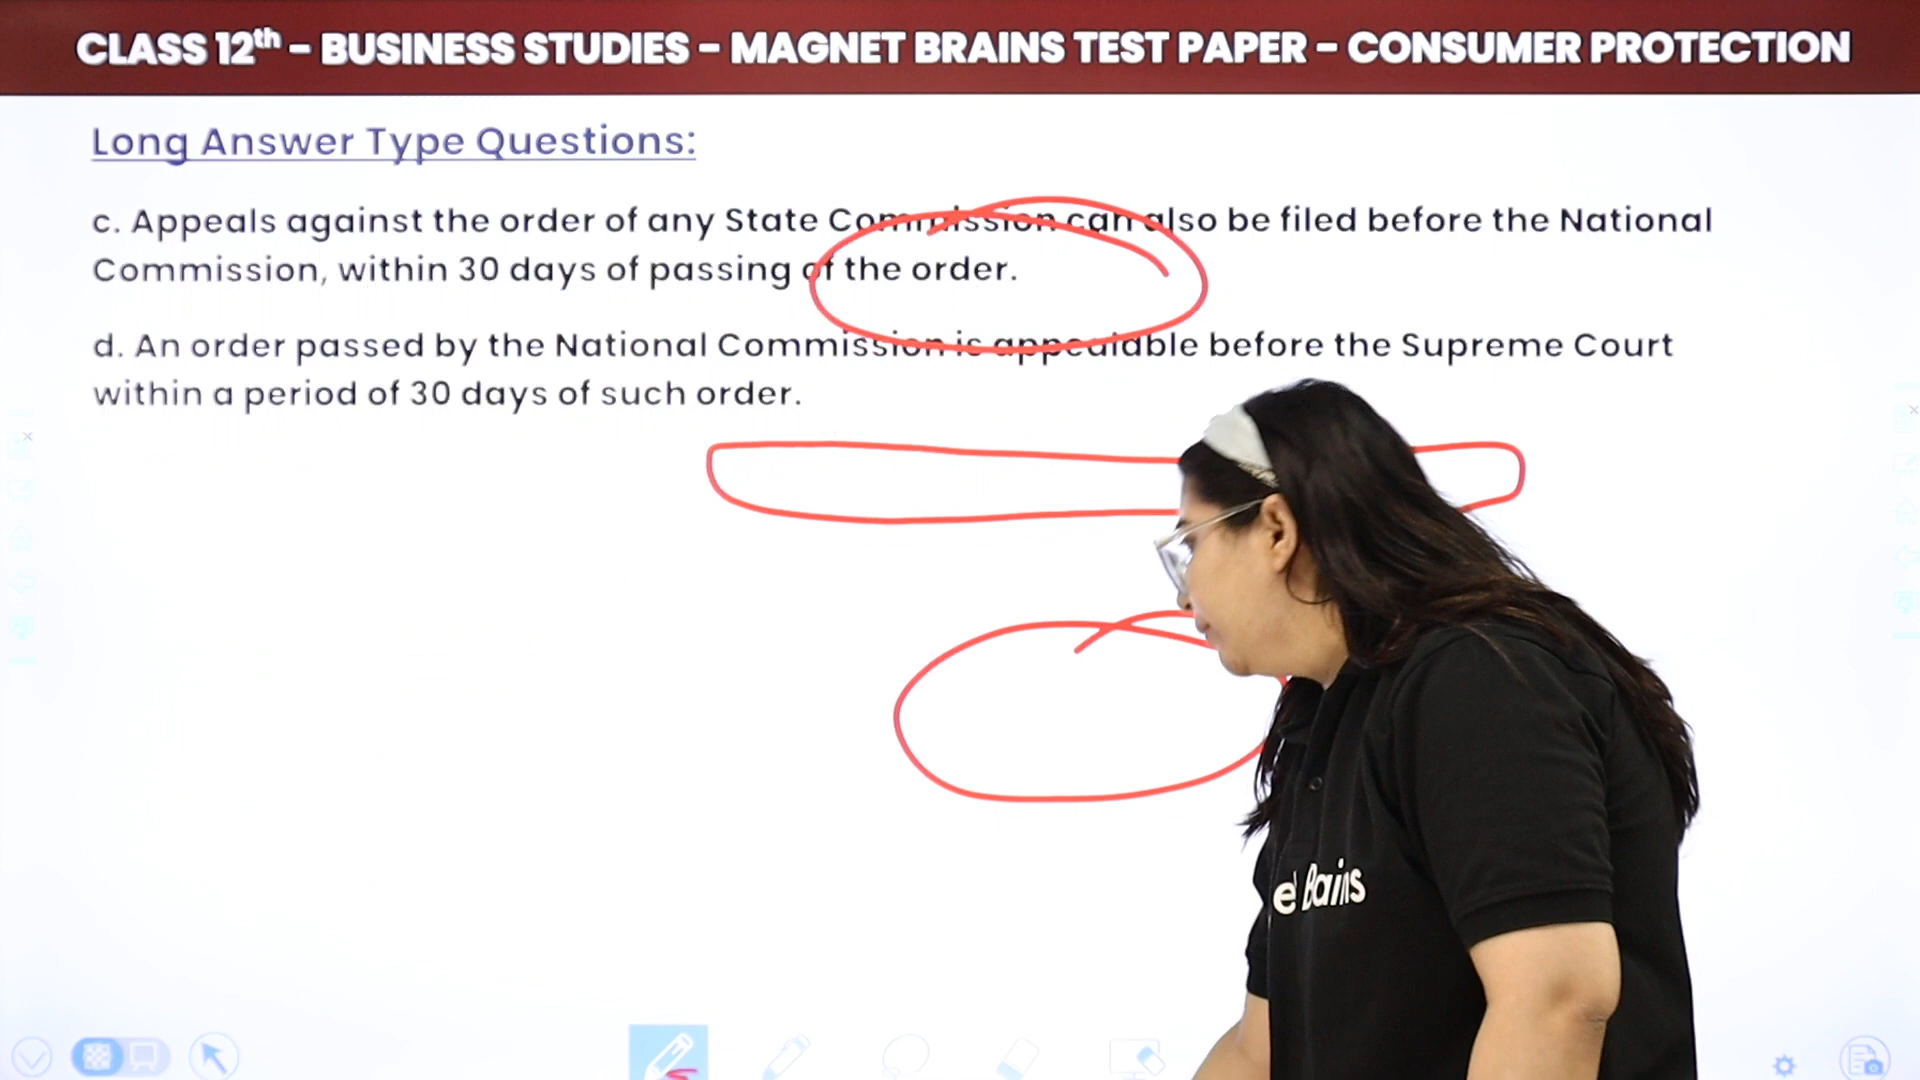 CLASS 12th – BUSINESS STUDIES – MAGNET BRAINS TEST PAPER – CONSUMER PROTECTION
Long Answer Type Questions:
c. Appeals against the order of any State Commission can also be filed before the National
Commission, within 30 days of passing of the order.
d. An order passed by the National Commission is appealable before the Supreme Court
within a period of 30 days of such order.
Brains